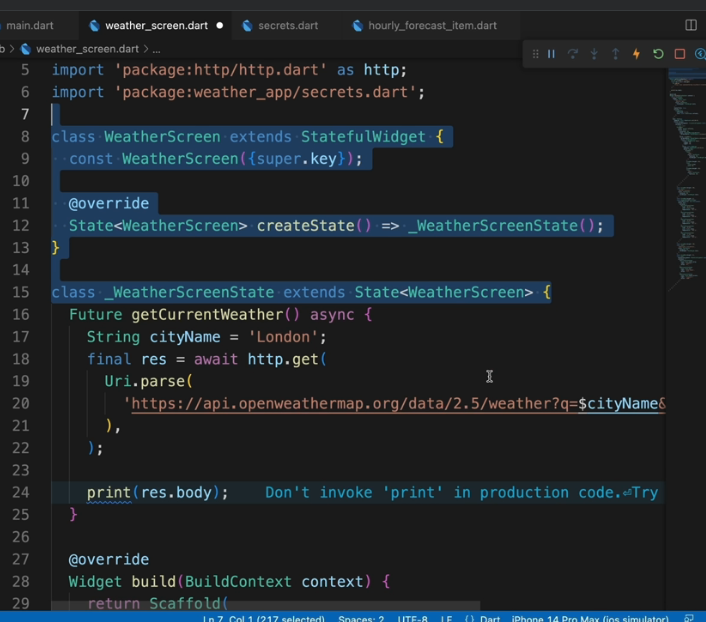 main.dart weather_screen.dart secrets.dart hourly_forecast_item.dart
b > weather_screen.dart > ...
5 import 'package:http/http.dart' as http;
6 import 'package:weather_app/secrets.dart';
7
8 class WeatherScreen extends StatefulWidget {
9 const WeatherScreen({super.key});
10
11 @override
12 State<WeatherScreen> createState() => _WeatherScreenState();
13 }
14
15 class _WeatherScreenState extends State<WeatherScreen> {
16 Future getCurrentWeather() async {
17 String cityName = 'London';
18 final res = await http.get(
19 Uri.parse(
20 'https://api.openweathermap.org/data/2.5/weather?q=$cityName&
21 ),
22 );
23
24 print(res.body); Don't invoke 'print' in production code.⏎Try
25 }
26
27 @override
28 Widget build(BuildContext context) {
29 return Scaffold(
Ln 7, Col 1 (217 selected) Spaces: 2 UTF-8 LF {} Dart iPhone 14 Pro Max (ios simulator)